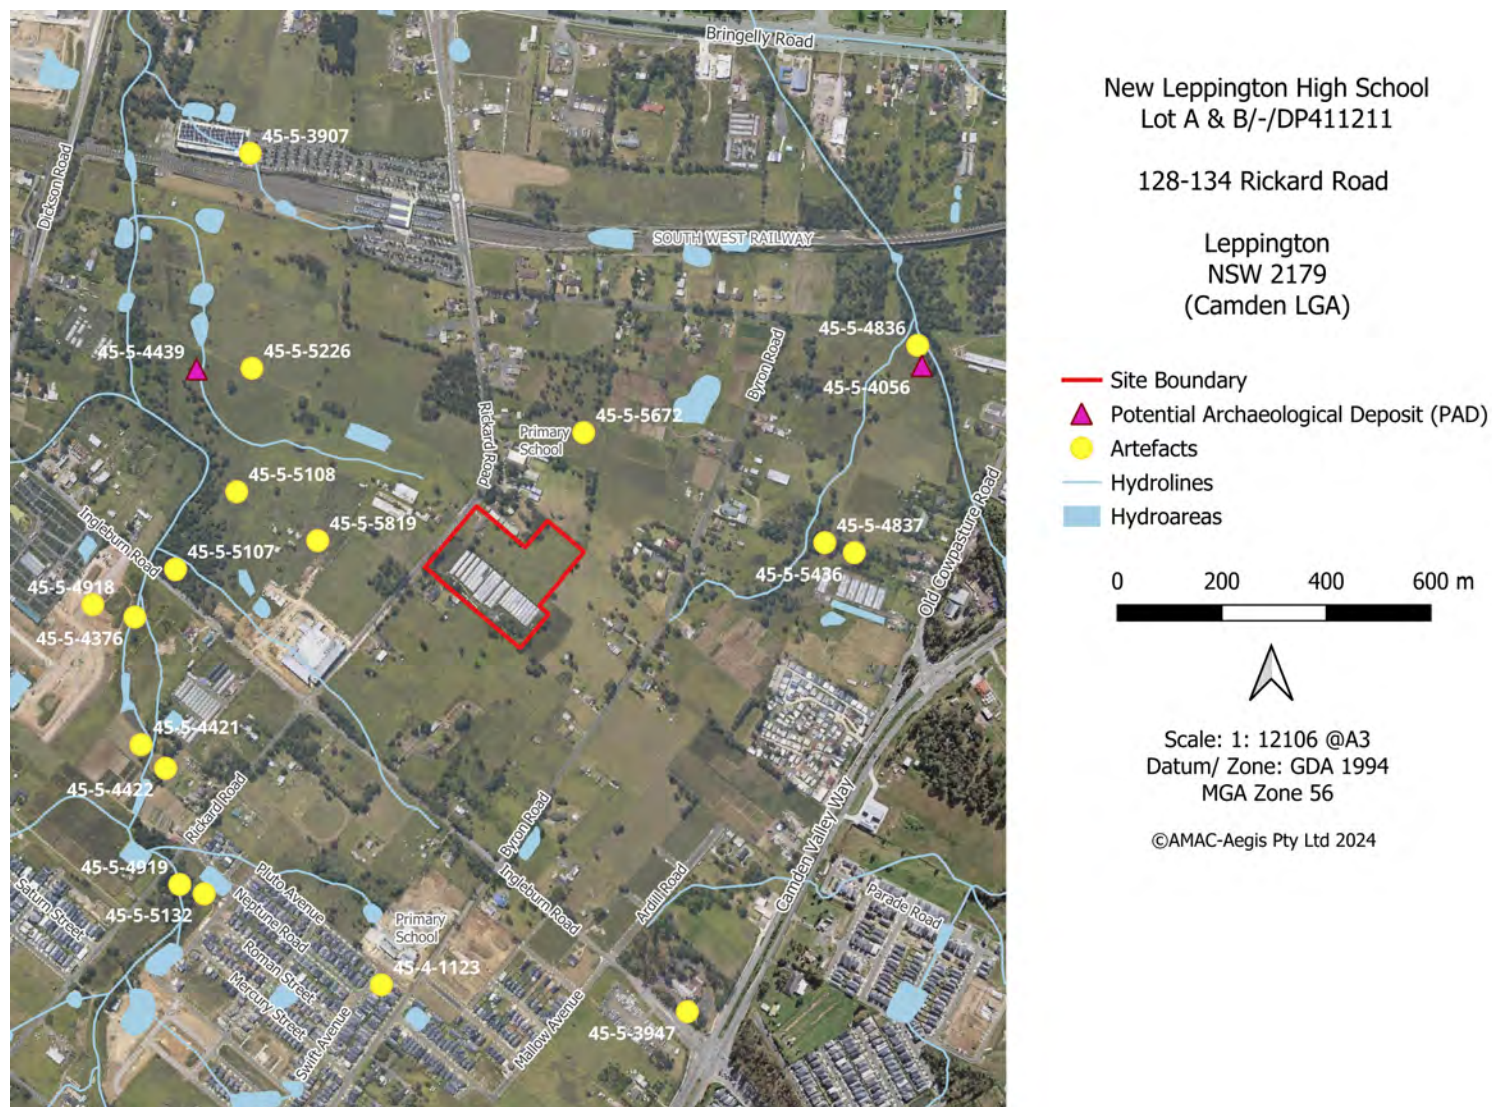 Bringelly Road
45-5-3907
Dickson Road
SOUTH WEST RAILWAY
45-5-4836
45-5-4439
45-5-5226
Byron Road
45-5-4056
Rickard Road
45-5-5672
Primary
School
45-5-5108
Ingleburn Road
45-5-5819
45-5-4837
45-5-5107
45-5-5436
Old Cowpasture Road
45-5-4918
45-5-4376
45-5-4421
45-5-4422
Rickard Road
Byron Road
Camden Valley Way
45-5-4919
Pluto Avenue
Ingleburn Road
Ardill Road
Parade Road
Saturn Street
45-5-5132
Neptune Road
Primary
School
Roman Street
45-4-1123
Mercury Street
Swift Avenue
Mallow Avenue
45-5-3947
New Leppington High School
Lot A & B/-/DP411211
128-134 Rickard Road
Leppington
NSW 2179
(Camden LGA)
Site Boundary
Potential Archaeological Deposit (PAD)
Artefacts
Hydrolines
Hydroareas
0 200 400 600 m
Scale: 1: 12106 @A3
Datum/ Zone: GDA 1994
MGA Zone 56
©AMAC-Aegis Pty Ltd 2024